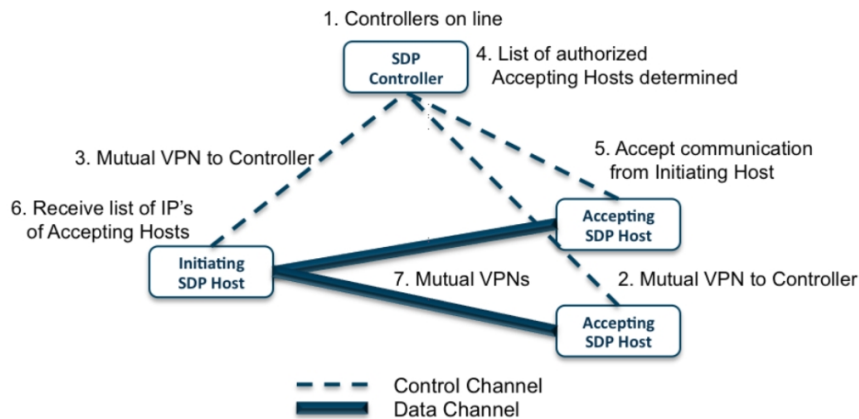 1. Controllers on line
SDP
Controller
4. List of authorized
Accepting Hosts determined
3. Mutual VPN to Controller
5. Accept communication
from Initiating Host
6. Receive list of IP's
of Accepting Hosts
Accepting
SDP Host
Initiating
SDP Host
7. Mutual VPNs
2. Mutual VPN to Controller
Accepting
SDP Host
Control Channel
Data Channel